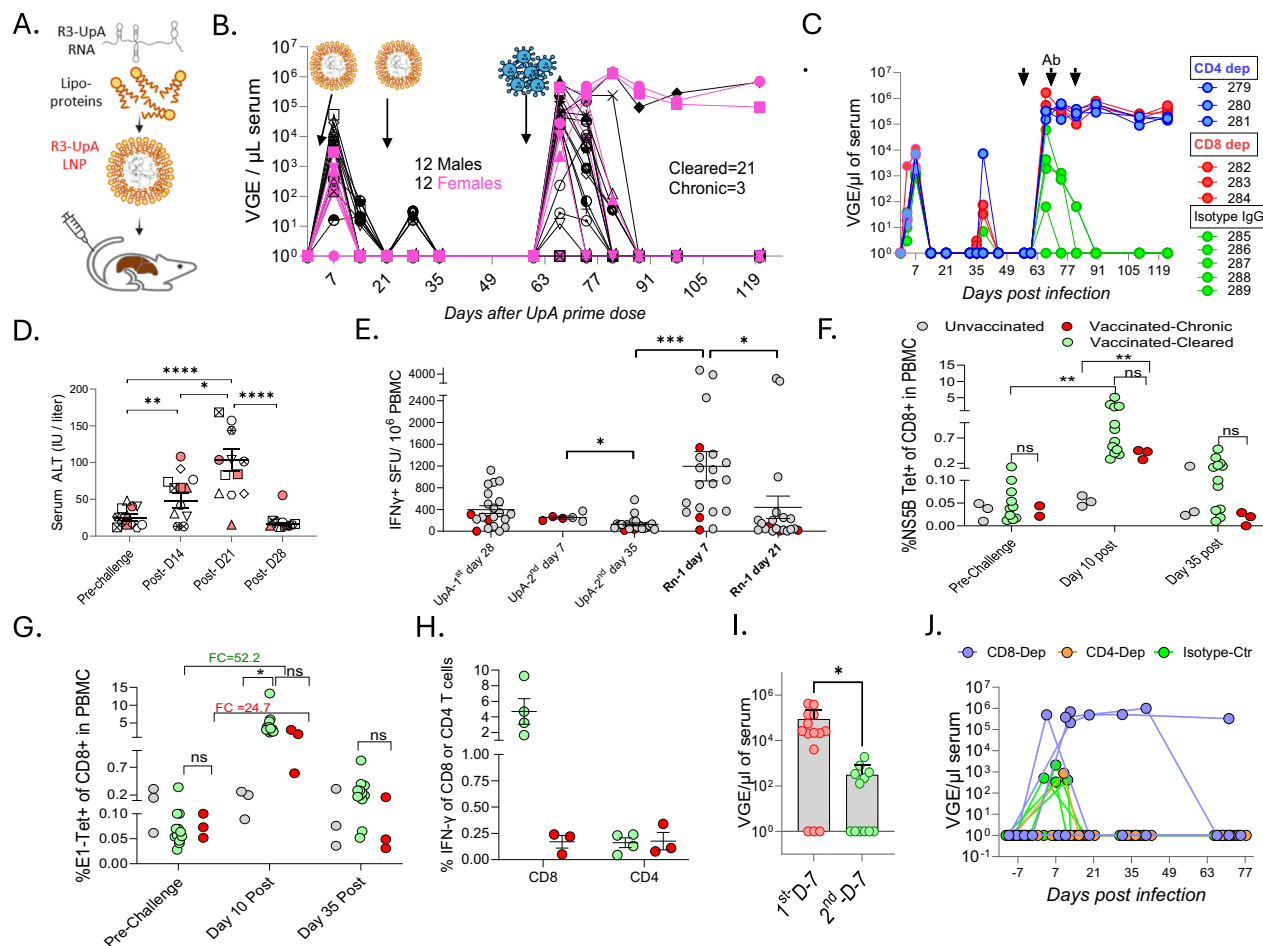 A.
R3-UpA
RNA
Lipo-
proteins
R3-UpA
LNP
B.
VGE / µL serum
10⁷
10⁶
10⁵
10⁴
10³
10²
10¹
10⁰
12 Males
12 Females
Cleared=21
Chronic=3
7
21
35
49
63
77
91
105
119
Days after UpA prime dose
C
.
Ab
VGE/µl of serum
10⁷
10⁶
10⁵
10⁴
10³
10²
10¹
10⁰
7
21
35
49
63
77
91
105
119
Days post infection
CD4 dep
279
280
281
CD8 dep
282
283
284
Isotype IgG
285
286
287
288
289
D.
Serum ALT (IU / liter)
200
150
100
50
0
****
**
*
****
Pre-challenge
Post- D14
Post- D21
Post- D28
E.
IFNγ+ SFU/ 10⁶ PBMC
4000
2800
2400
2000
1600
1200
800
400
0
***
*
*
UpA-1ˢᵗ day 28
UpA-2ⁿᵈ day 7
UpA-2ⁿᵈ day 35
Rn-1 day 7
Rn-1 day 21
F.
Unvaccinated
Vaccinated-Chronic
Vaccinated-Cleared
%NS5B Tet+ of CD8+ in PBMC
15
10
5
0.7
0.2
0.10
0.05
0.00
**
**
ns
ns
ns
Pre-Challenge
Day 10 post
Day 35 post
G.
%E1-Tet+ of CD8+ in PBMC
15
10
5
0.7
0.2
0.10
0.05
0.00
FC=52.2
*
ns
FC =24.7
ns
ns
Pre-Challenge
Day 10 Post
Day 35 Post
H.
% IFN-γ of CD8 or CD4 T cells
10
8
6
4
2
1.00
0.75
0.50
0.25
0.00
CD8
CD4
I.
VGE/µl of serum
10⁶
10⁴
10²
10⁰
*
1ˢᵗ-D-7
2ⁿᵈ-D-7
J.
CD8-Dep
CD4-Dep
Isotype-Ctr
VGE/µl serum
10⁷
10⁶
10⁵
10⁴
10³
10²
10¹
10⁰
10⁻¹
-7
7
21
35
49
63
77
Days post infection